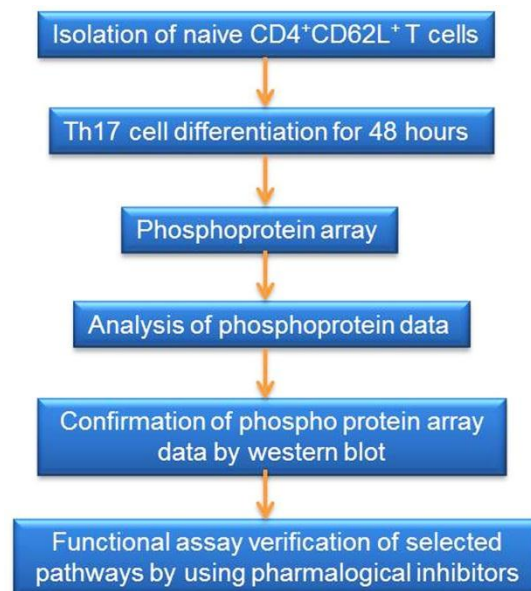 Isolation of naive CD4⁺CD62L⁺ T cells
Th17 cell differentiation for 48 hours
Phosphoprotein array
Analysis of phosphoprotein data
Confirmation of phospho protein array
data by western blot
Functional assay verification of selected
pathways by using pharmalogical inhibitors